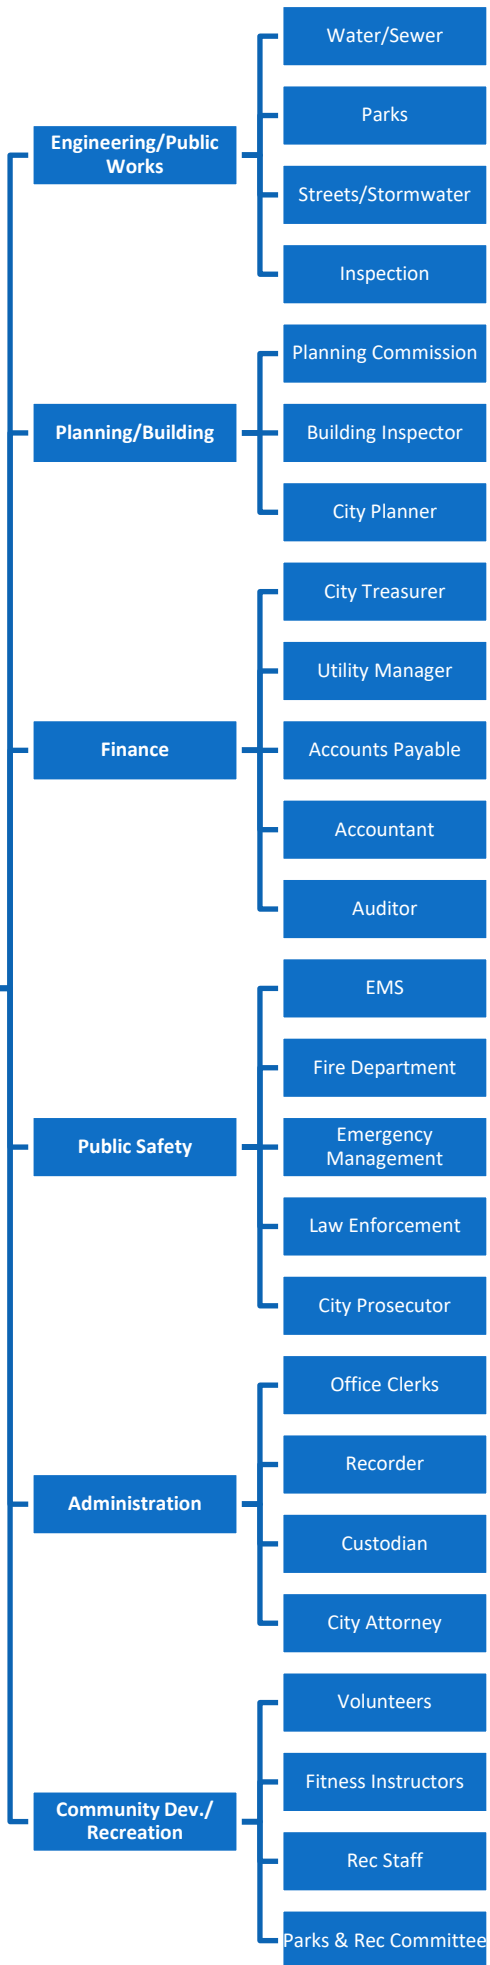 Water/Sewer
Parks
Engineering/Public
Works
Streets/Stormwater
Inspection
Planning Commission
Planning/Building
Building Inspector
City Planner
City Treasurer
Utility Manager
Finance
Accounts Payable
Accountant
Auditor
EMS
Fire Department
Public Safety
Emergency
Management
Law Enforcement
City Prosecutor
Office Clerks
Recorder
Administration
Custodian
City Attorney
Volunteers
Fitness Instructors
Community Dev./
Recreation
Rec Staff
Parks & Rec Committee